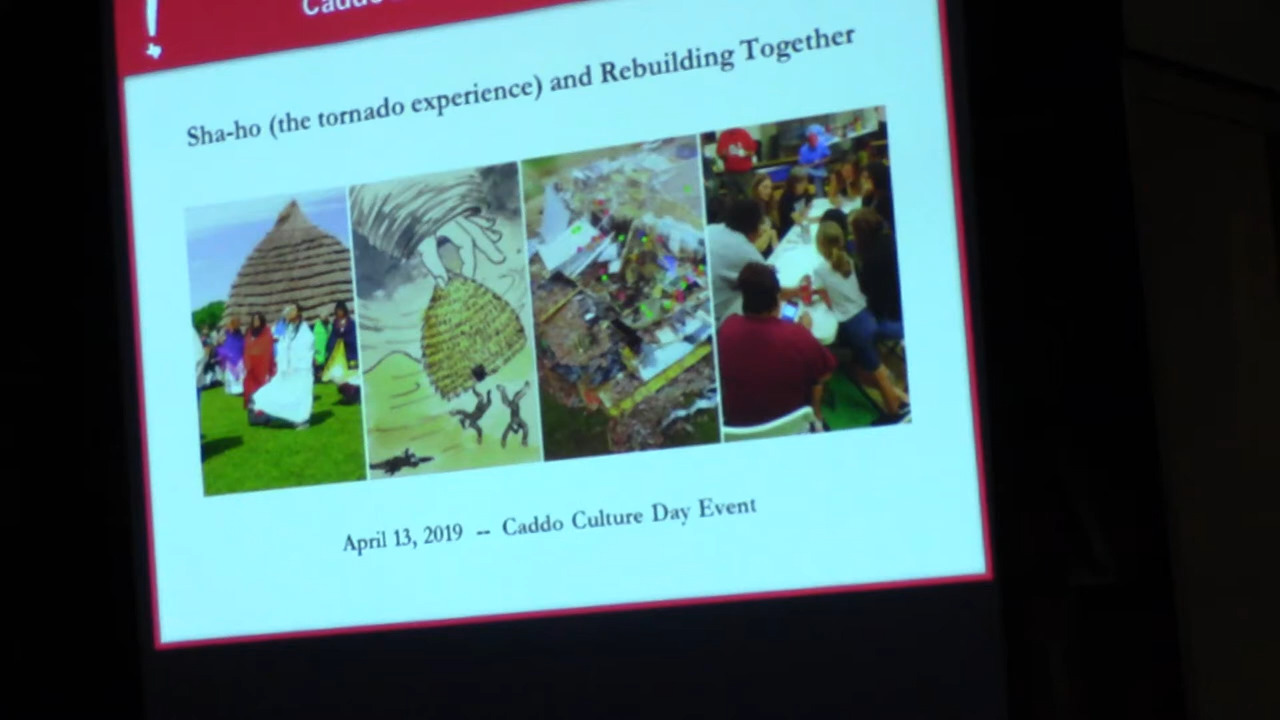 Sha-ho (the tornado experience) and Rebuilding Together
April 13, 2019 -- Caddo Culture Day Event